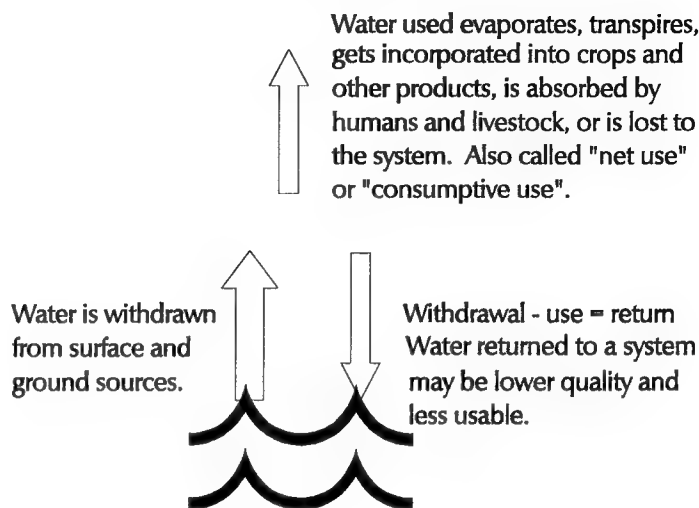 Water used evaporates, transpires,
gets incorporated into crops and
other products, is absorbed by
humans and livestock, or is lost to
the system. Also called "net use"
or "consumptive use".
Water is withdrawn
from surface and
ground sources.
Withdrawal - use = return
Water returned to a system
may be lower quality and
less usable.